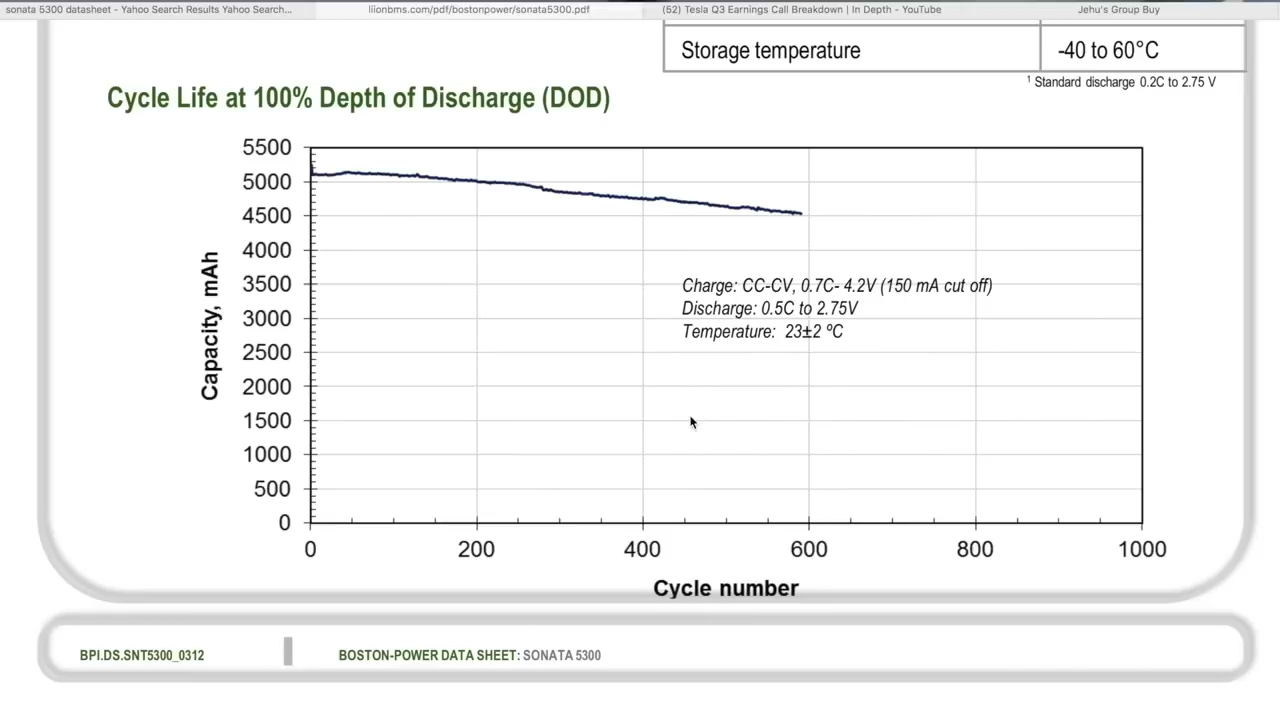 sonata 5300 datasheet - Yahoo Search Results Yahoo Search...
liionbms.com/pdf/bostonpower/sonata5300.pdf
(52) Tesla Q3 Earnings Call Breakdown | In Depth - YouTube
Jehu's Group Buy
Storage temperature
-40 to 60°C
¹ Standard discharge 0.2C to 2.75 V
Cycle Life at 100% Depth of Discharge (DOD)
5500
5000
4500
4000
3500
3000
2500
2000
1500
1000
500
0
Capacity, mAh
Charge: CC-CV, 0.7C- 4.2V (150 mA cut off)
Discharge: 0.5C to 2.75V
Temperature: 23±2 ºC
0
200
400
600
800
1000
Cycle number
BPI.DS.SNT5300_0312
BOSTON-POWER DATA SHEET: SONATA 5300